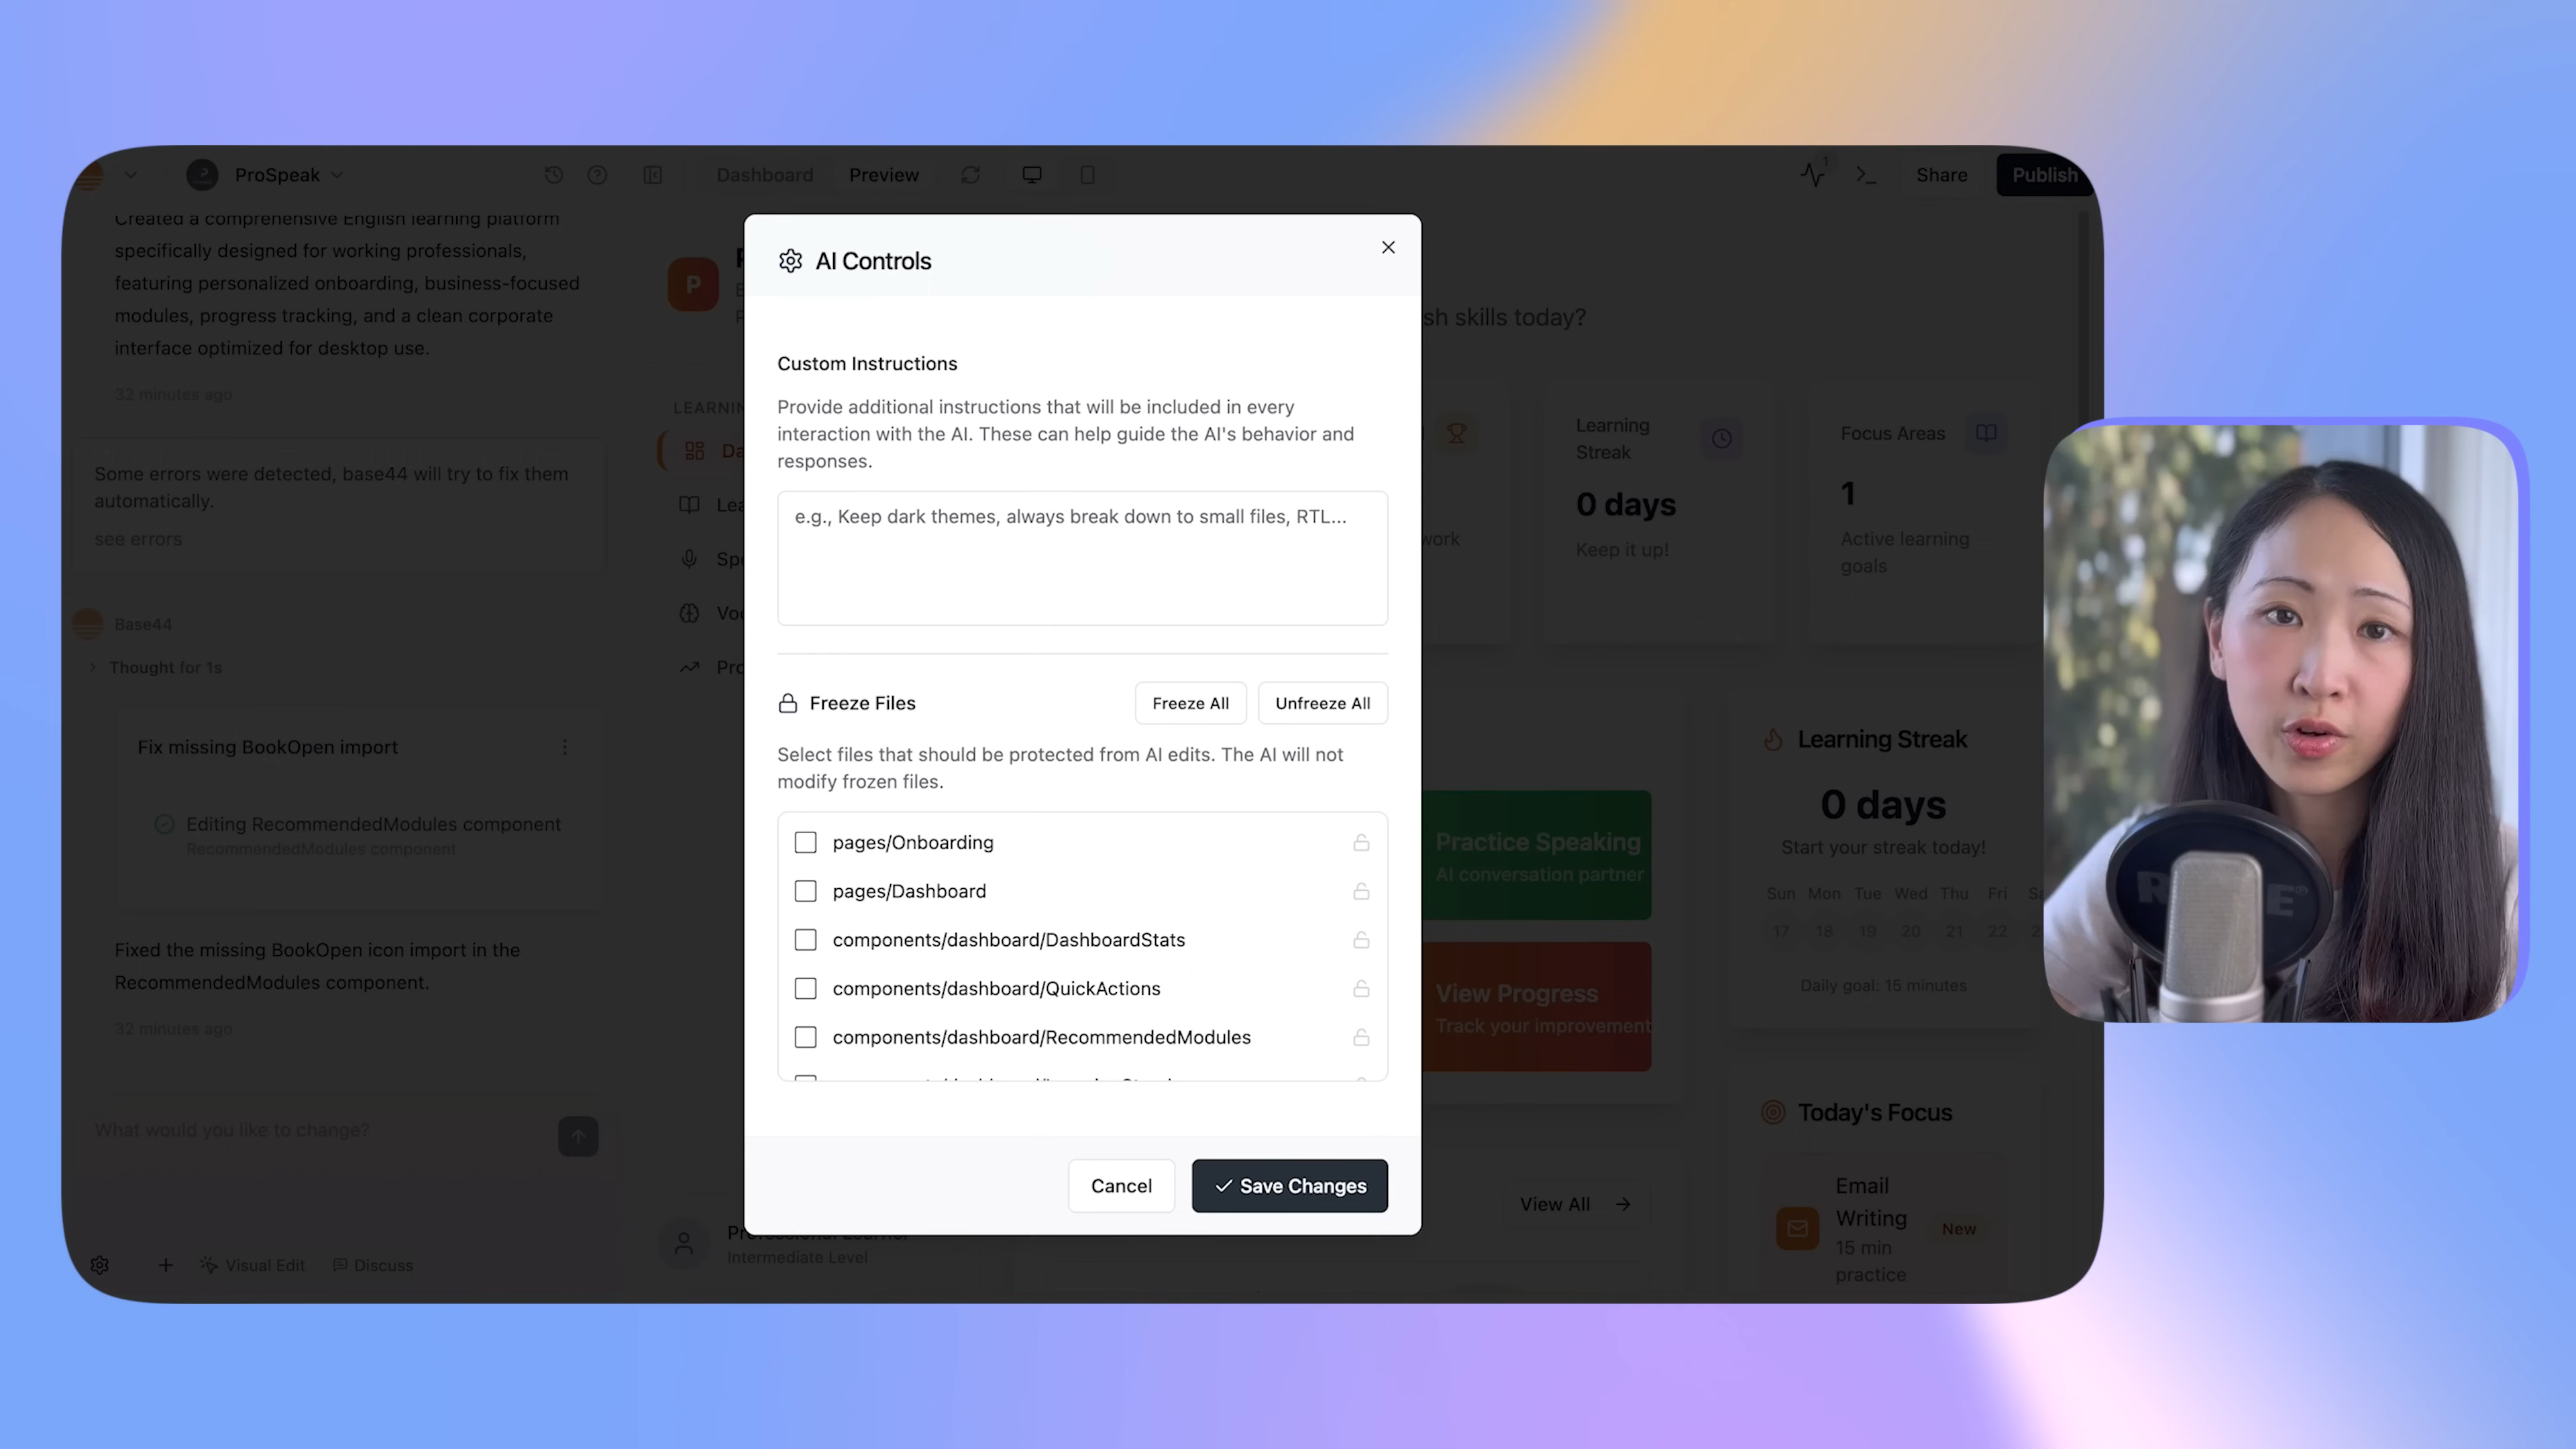 ProSpeak
Dashboard
Preview
1
Share
Publish
Created a comprehensive English learning platform
specifically designed for working professionals,
featuring personalized onboarding, business-focused
modules, progress tracking, and a clean corporate
interface optimized for desktop use.
32 minutes ago
Some errors were detected, base44 will try to fix them
automatically.
see errors
Base44
Thought for 1s
Fix missing BookOpen import
Editing RecommendedModules component
RecommendedModules component
Fixed the missing BookOpen icon import in the
RecommendedModules component.
32 minutes ago
What would you like to change?
Visual Edit
Discuss
P
AI Controls
Custom Instructions
Provide additional instructions that will be included in every
interaction with the AI. These can help guide the AI's behavior and
responses.
e.g., Keep dark themes, always break down to small files, RTL...
Freeze Files
Freeze All
Unfreeze All
Select files that should be protected from AI edits. The AI will not
modify frozen files.
pages/Onboarding
pages/Dashboard
components/dashboard/DashboardStats
components/dashboard/QuickActions
components/dashboard/RecommendedModules
Cancel
Save Changes
Intermediate Level
skills today?
Learning
Streak
0 days
Keep it up!
Focus Areas
1
Active learning
goals
Practice Speaking
AI conversation partner
View Progress
Track your improvement
View All
Learning Streak
0 days
Start your streak today!
Sun Mon Tue Wed Thu Fri
17 18 19 20 21 22
Daily goal: 15 minutes
Today's Focus
Email
Writing
New
15 min
practice